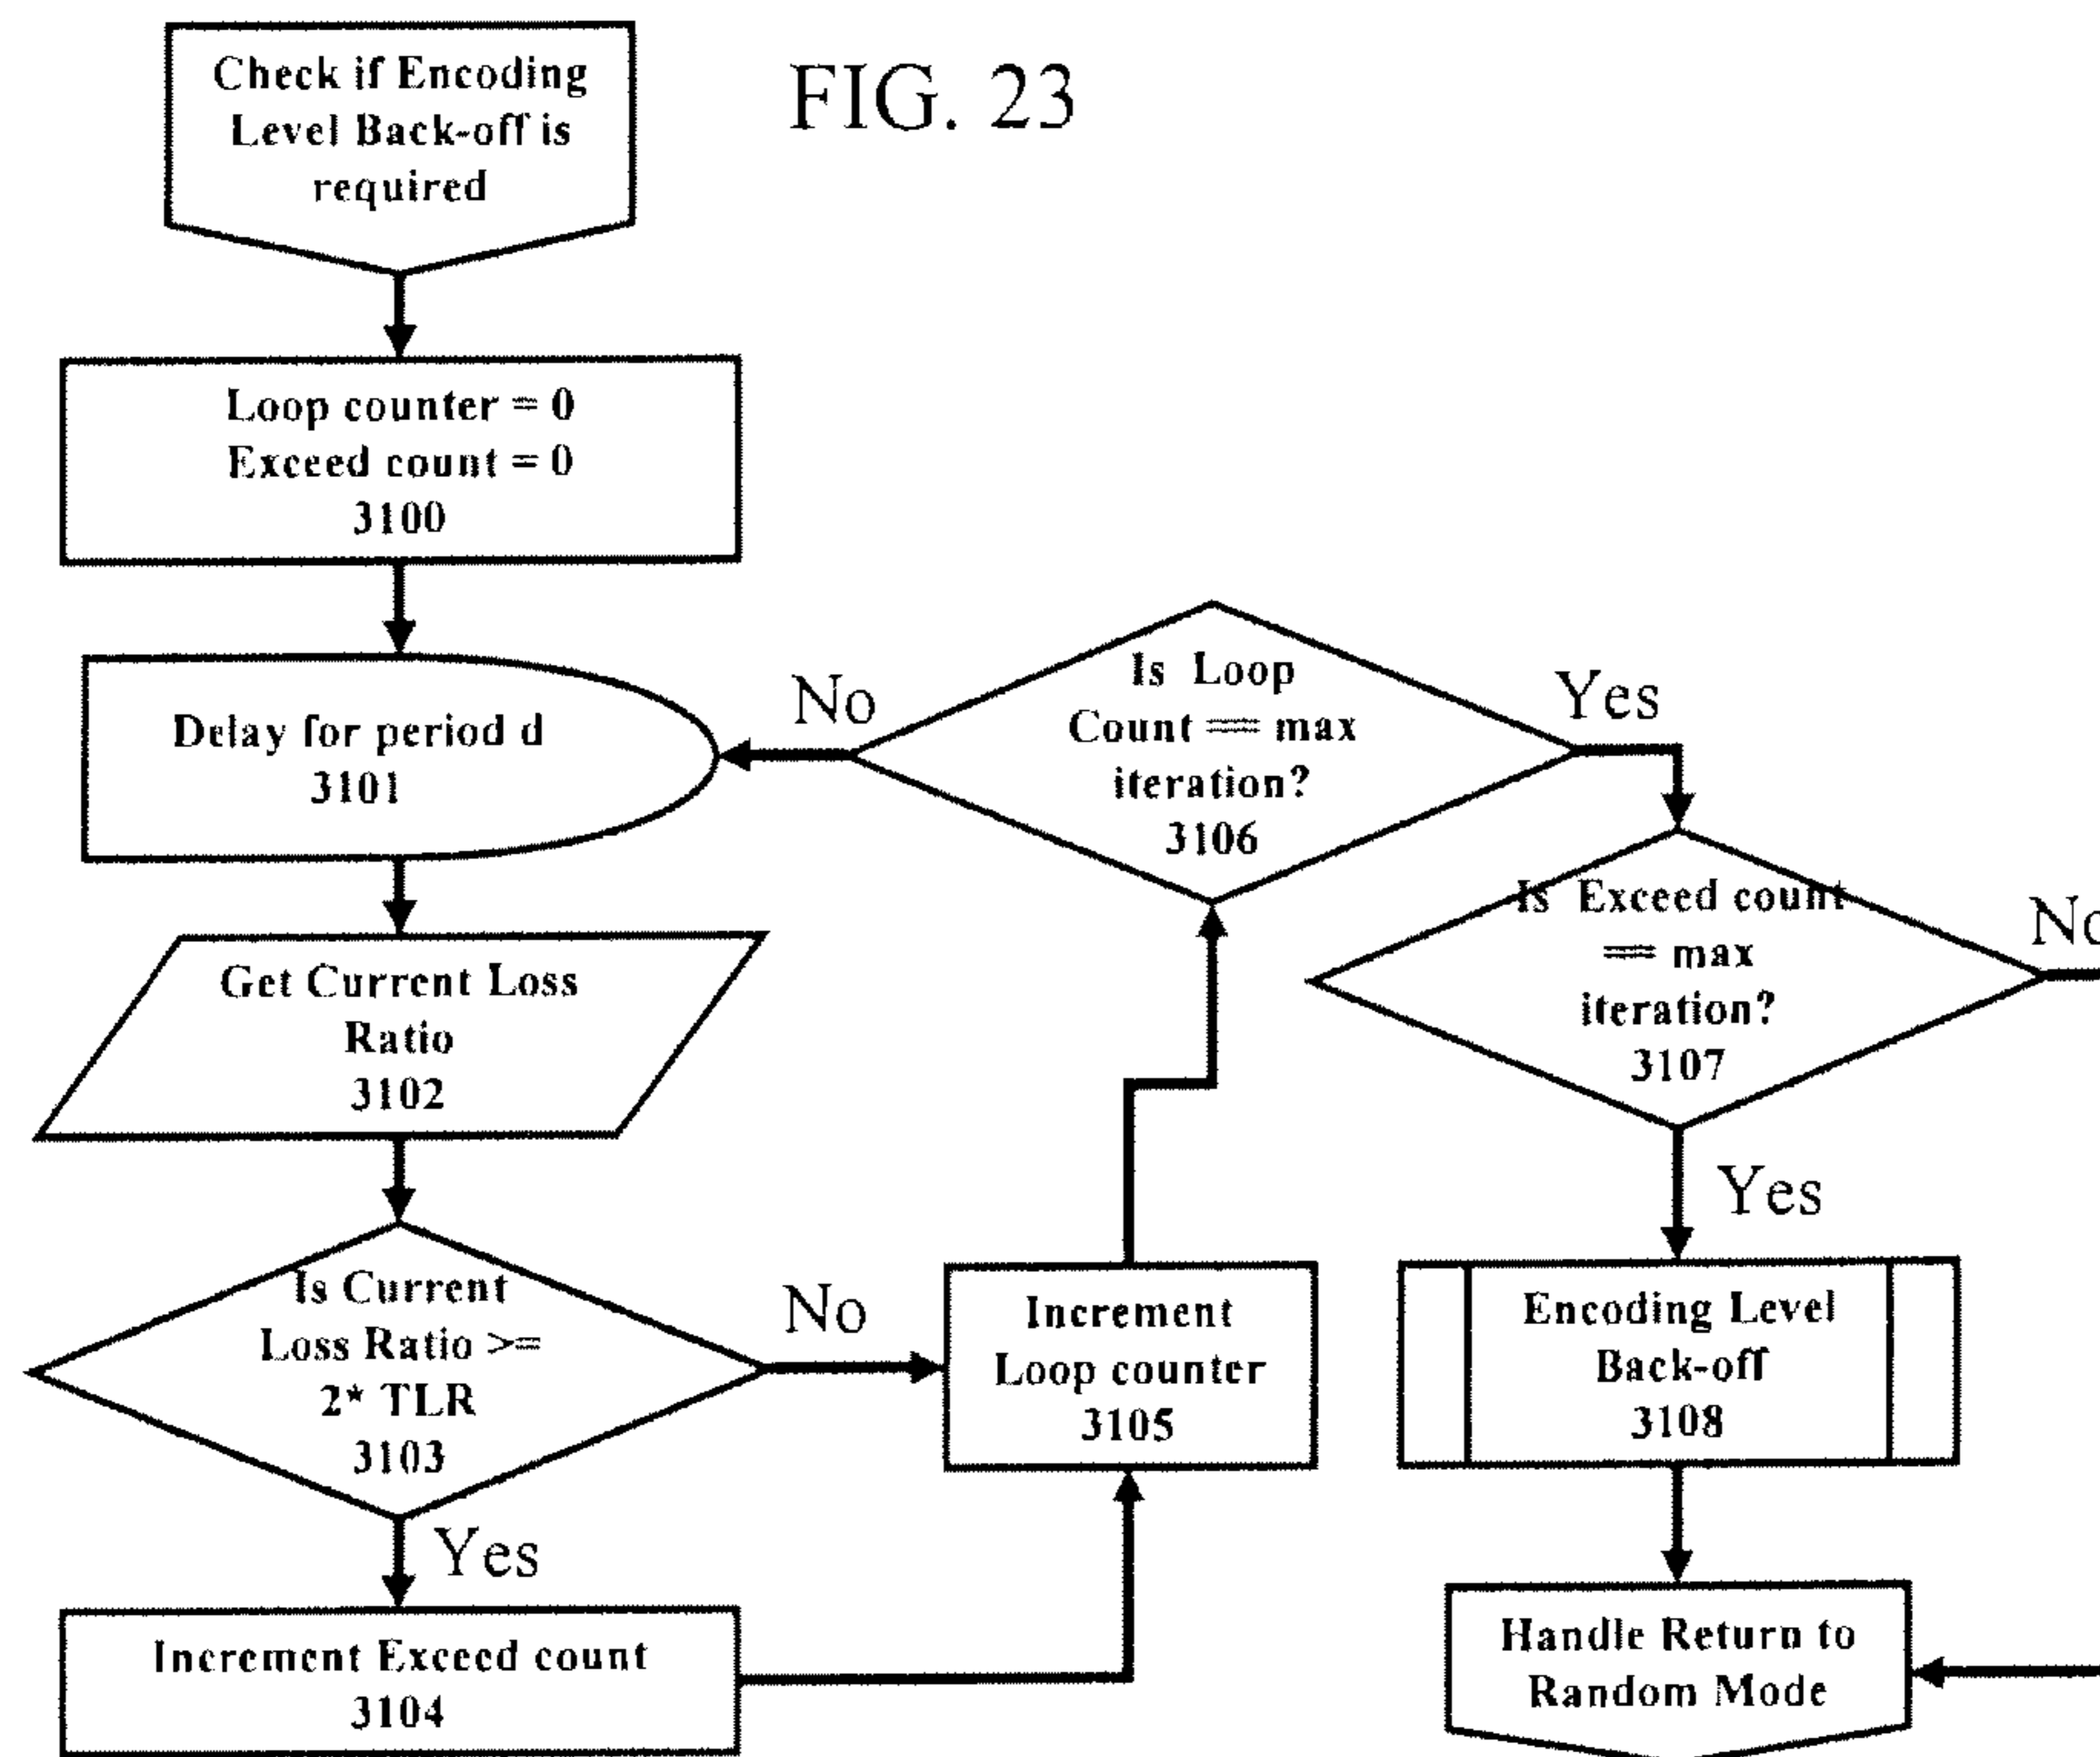 Check if Encoding
Level Back-off is
required
FIG. 23
Loop counter = 0
Exceed count = 0
3100
Delay for period d
3101
No
Is Loop
Count == max
iteration?
3106
Yes
Get Current Loss
Ratio
3102
Is Exceed count
== max
iteration?
3107
No
Yes
Is Current
Loss Ratio >=
2* TLR
3103
No
Increment
Loop counter
3105
Encoding Level
Back-off
3108
Yes
Increment Exceed count
3104
Handle Return to
Random Mode